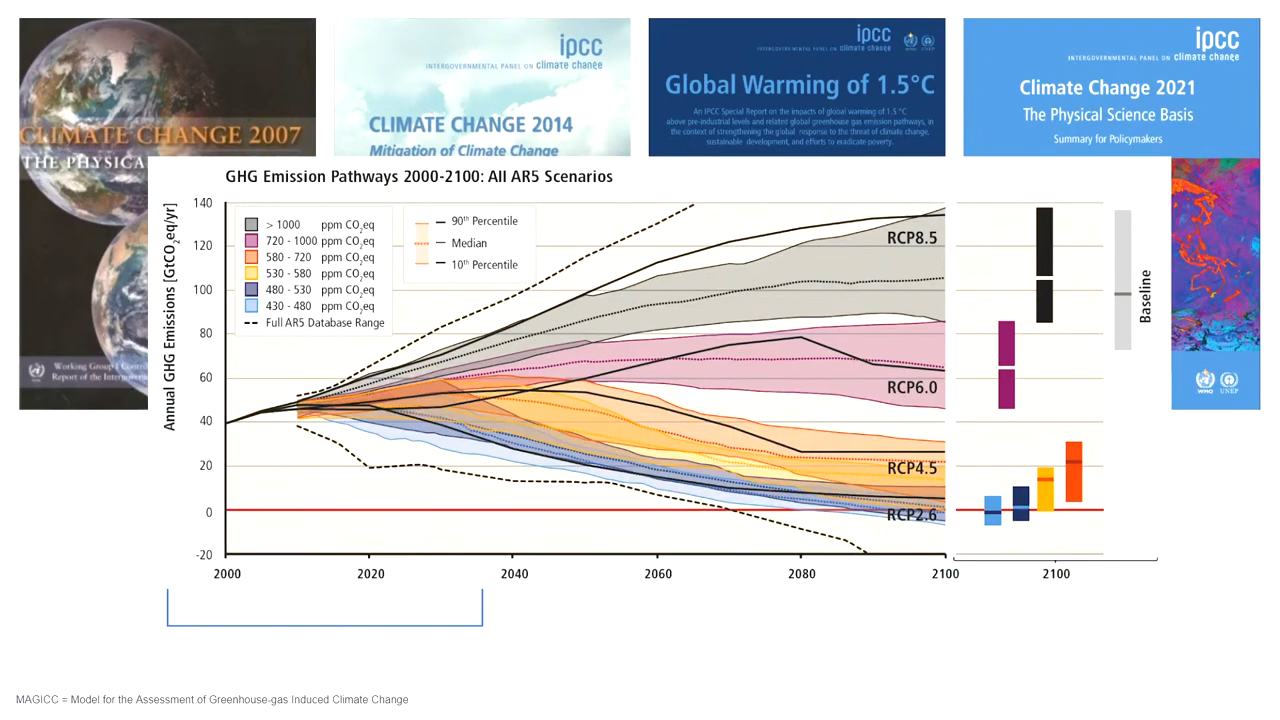 CLIMATE CHANGE 2007
THE PHYSICA
Working Group I Contri
Report of the Intergovern
ipcc
INTERGOVERNMENTAL PANEL ON climate change
CLIMATE CHANGE 2014
Mitigation of Climate Change
ipcc
INTERGOVERNMENTAL PANEL ON climate change
WMO
UNEP
Global Warming of 1.5°C
An IPCC Special Report on the impacts of global warming of 1.5 °C
above pre-industrial levels and related global greenhouse gas emission pathways, in
the context of strengthening the global response to the threat of climate change,
sustainable development, and efforts to eradicate poverty.
ipcc
INTERGOVERNMENTAL PANEL ON climate change
Climate Change 2021
The Physical Science Basis
Summary for Policymakers
WMO
UNEP
GHG Emission Pathways 2000-2100: All AR5 Scenarios
Annual GHG Emissions [GtCO2eq/yr]
140
120
100
80
60
40
20
0
-20
> 1000 ppm CO2eq
720 - 1000 ppm CO2eq
580 - 720 ppm CO2eq
530 - 580 ppm CO2eq
480 - 530 ppm CO2eq
430 - 480 ppm CO2eq
Full AR5 Database Range
90th Percentile
Median
10th Percentile
RCP8.5
RCP6.0
RCP4.5
RCP2.6
Baseline
2000
2020
2040
2060
2080
2100
2100
MAGICC = Model for the Assessment of Greenhouse-gas Induced Climate Change